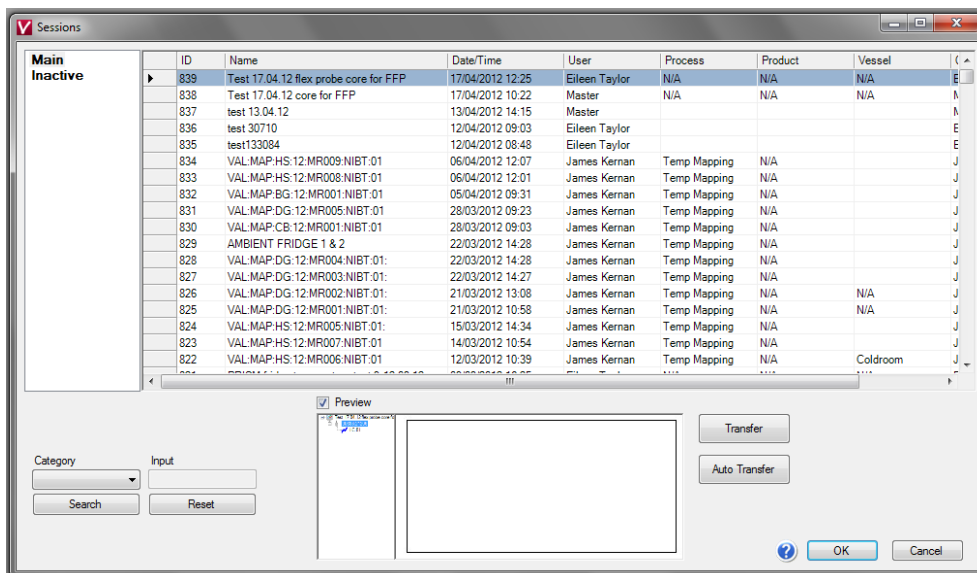 Sessions
Main
Inactive
ID Name Date/Time User Process Product Vessel
839 Test 17.04.12 flex probe core for FFP 17/04/2012 12:25 Eileen Taylor N/A N/A N/A E
838 Test 17.04.12 core for FFP 17/04/2012 10:22 Master N/A N/A N/A
837 test 13.04.12 13/04/2012 14:15 Master
836 test 30710 12/04/2012 09:03 Eileen Taylor E
835 test133084 12/04/2012 08:48 Eileen Taylor E
834 VAL:MAP:HS:12:MR009:NIBT:01 06/04/2012 12:07 James Kernan Temp Mapping N/A J
833 VAL:MAP:HS:12:MR008:NIBT:01 06/04/2012 12:01 James Kernan Temp Mapping N/A J
832 VAL:MAP:BG:12:MR001:NIBT:01 05/04/2012 09:31 James Kernan Temp Mapping N/A J
831 VAL:MAP:DG:12:MR005:NIBT:01 28/03/2012 09:23 James Kernan Temp Mapping N/A J
830 VAL:MAP:CB:12:MR001:NIBT:01 28/03/2012 09:03 James Kernan Temp Mapping N/A J
829 AMBIENT FRIDGE 1 & 2 22/03/2012 14:28 James Kernan Temp Mapping N/A J
828 VAL:MAP:DG:12:MR004:NIBT:01: 22/03/2012 14:28 James Kernan Temp Mapping N/A J
827 VAL:MAP:DG:12:MR003:NIBT:01: 22/03/2012 14:27 James Kernan Temp Mapping N/A J
826 VAL:MAP:DG:12:MR002:NIBT:01: 21/03/2012 13:08 James Kernan Temp Mapping N/A N/A J
825 VAL:MAP:DG:12:MR001:NIBT:01: 21/03/2012 10:58 James Kernan Temp Mapping N/A N/A J
824 VAL:MAP:HS:12:MR005:NIBT:01: 15/03/2012 14:34 James Kernan Temp Mapping N/A J
823 VAL:MAP:HS:12:MR007:NIBT:01 14/03/2012 10:54 James Kernan Temp Mapping N/A J
822 VAL:MAP:HS:12:MR006:NIBT:01 12/03/2012 10:39 James Kernan Temp Mapping N/A Coldroom J
Preview
Transfer
Category Input
Auto Transfer
Search Reset
OK Cancel